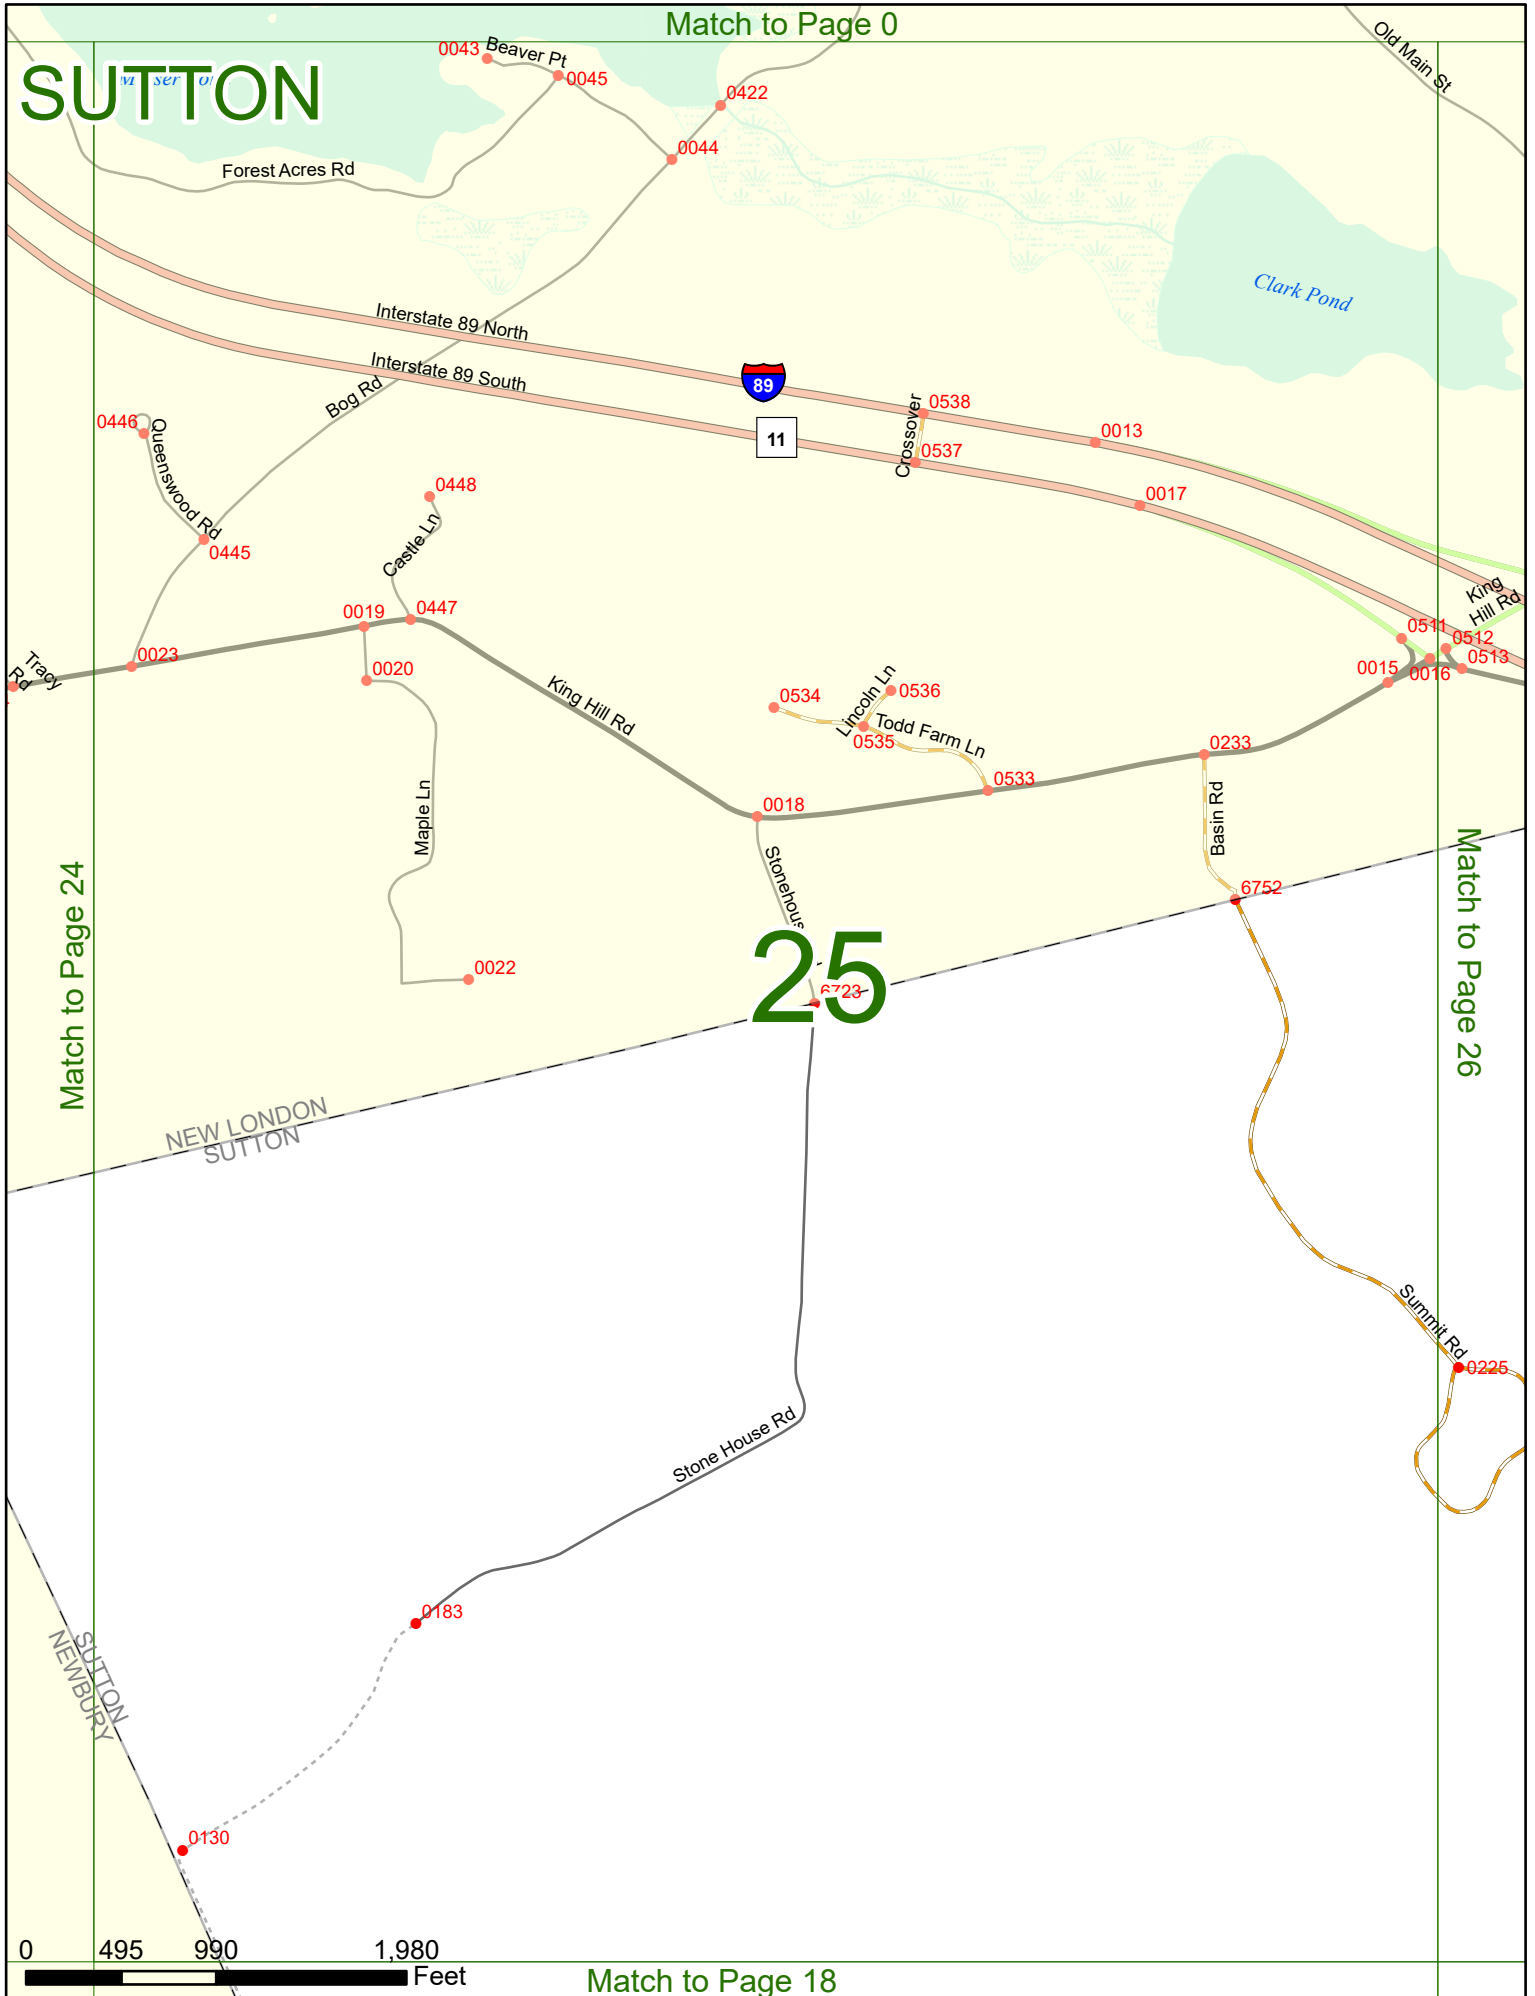 Match to Page 0
Old Main St
SUTTON
0043
Beaver Pt
0045
0422
0044
Forest Acres Rd
Clark Pond
Interstate 89 North
Interstate 89 South
89
11
Bog Rd
Crossover
0538
0537
0013
0017
0446
Queenswood Rd
0445
0448
Castle Ln
0447
0019
0020
0023
Tracy
Rd
King
Hill Rd
0511
0512
0513
0015
0016
King Hill Rd
0534
Lincoln Ln
0536
0535
Todd Farm Ln
0533
0233
Basin Rd
0018
Maple Ln
Stonehous
6752
0022
6723
25
Match to Page 24
Match to Page 26
NEW LONDON
SUTTON
Summit Rd
0225
Stone House Rd
0183
SUTTON
NEWBURY
0130
0 495 990 1,980
Feet
Match to Page 18